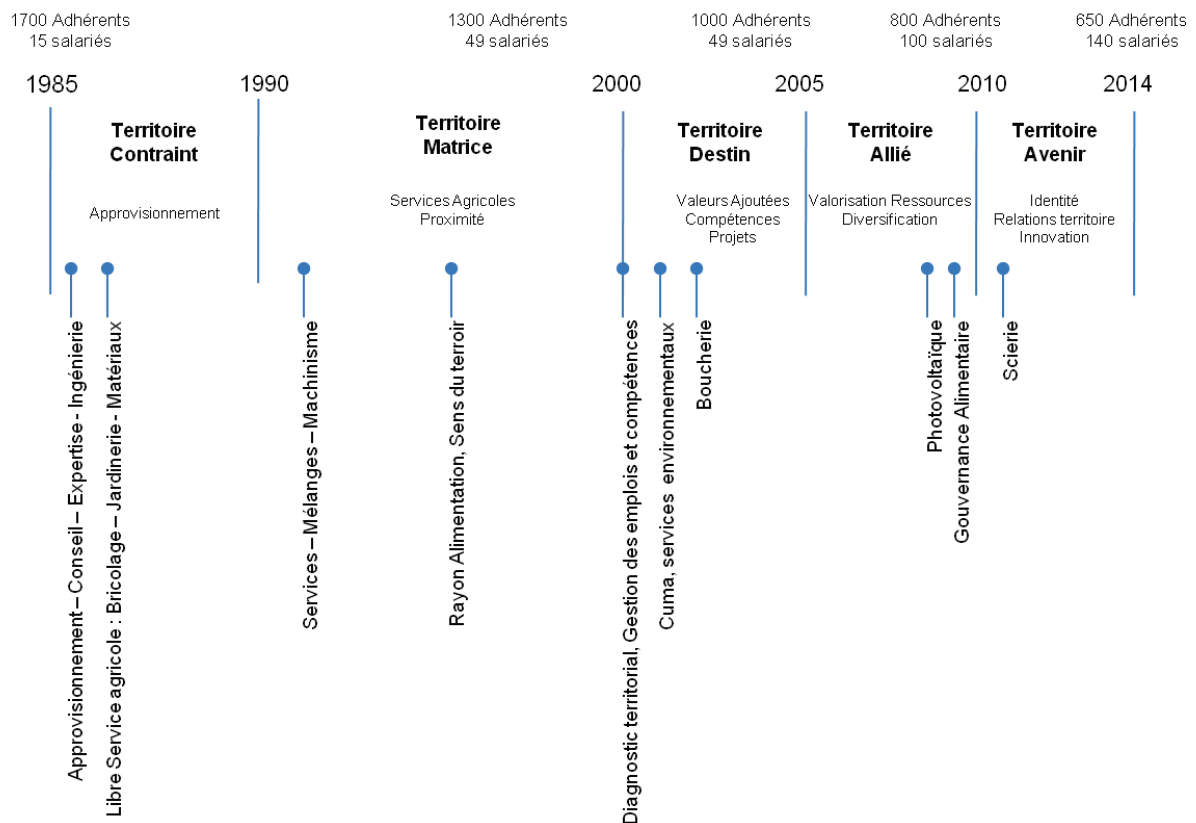 1700 Adhérents
15 salariés
1300 Adhérents
49 salariés
1000 Adhérents
49 salariés
800 Adhérents
100 salariés
650 Adhérents
140 salariés
1985
1990
2000
2005
2010
2014
Territoire
Contraint
Territoire
Matrice
Territoire
Destin
Territoire
Allié
Territoire
Avenir
Approvisionnement
Services Agricoles
Proximité
Valeurs Ajoutées
Compétences
Projets
Valorisation Ressources
Diversification
Identité
Relations territoire
Innovation
Approvisionnement – Conseil – Expertise - Ingénierie
Libre Service agricole : Bricolage – Jardinerie - Matériaux
Services – Mélanges – Machinisme
Rayon Alimentation, Sens du terroir
Diagnostic territorial, Gestion des emplois et compétences
Cuma, services environnementaux
Boucherie
Photovoltaïque
Gouvernance Alimentaire
Scierie